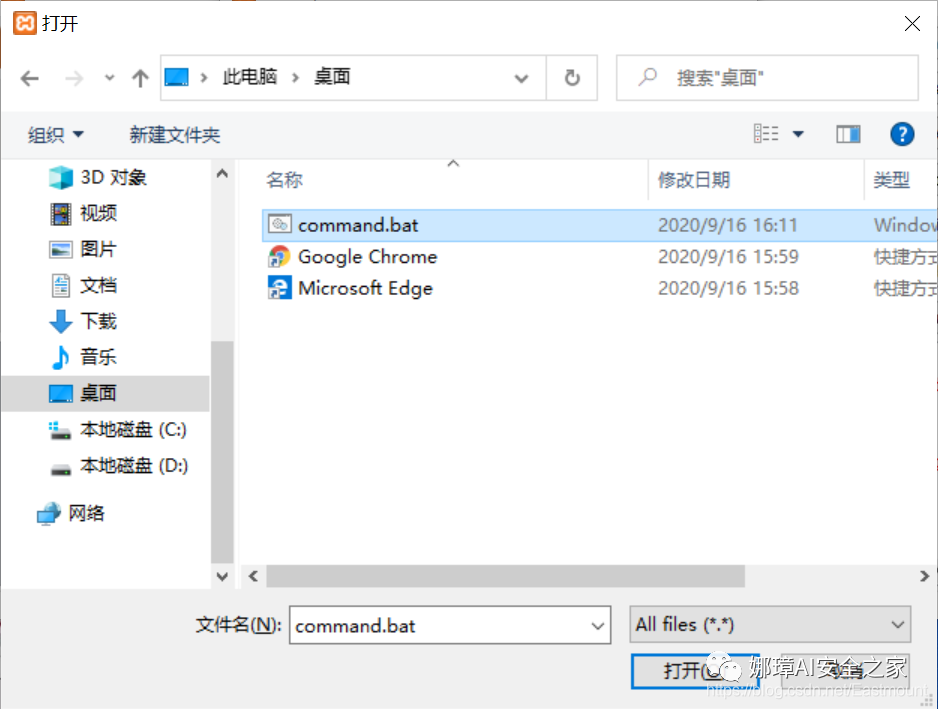 打开
此电脑 > 桌面
搜索"桌面"
组织 新建文件夹
名称 修改日期 类型
3D 对象
视频
图片
文档
下载
音乐
桌面
本地磁盘 (C:)
本地磁盘 (D:)
网络
command.bat 2020/9/16 16:11 Window
Google Chrome 2020/9/16 15:59 快捷方式
Microsoft Edge 2020/9/16 15:58 快捷方式
文件名(N): command.bat All files (*.*)
打开(O) 取消
娜璋AI安全之家
https://blog.csdn.net/Eastmount